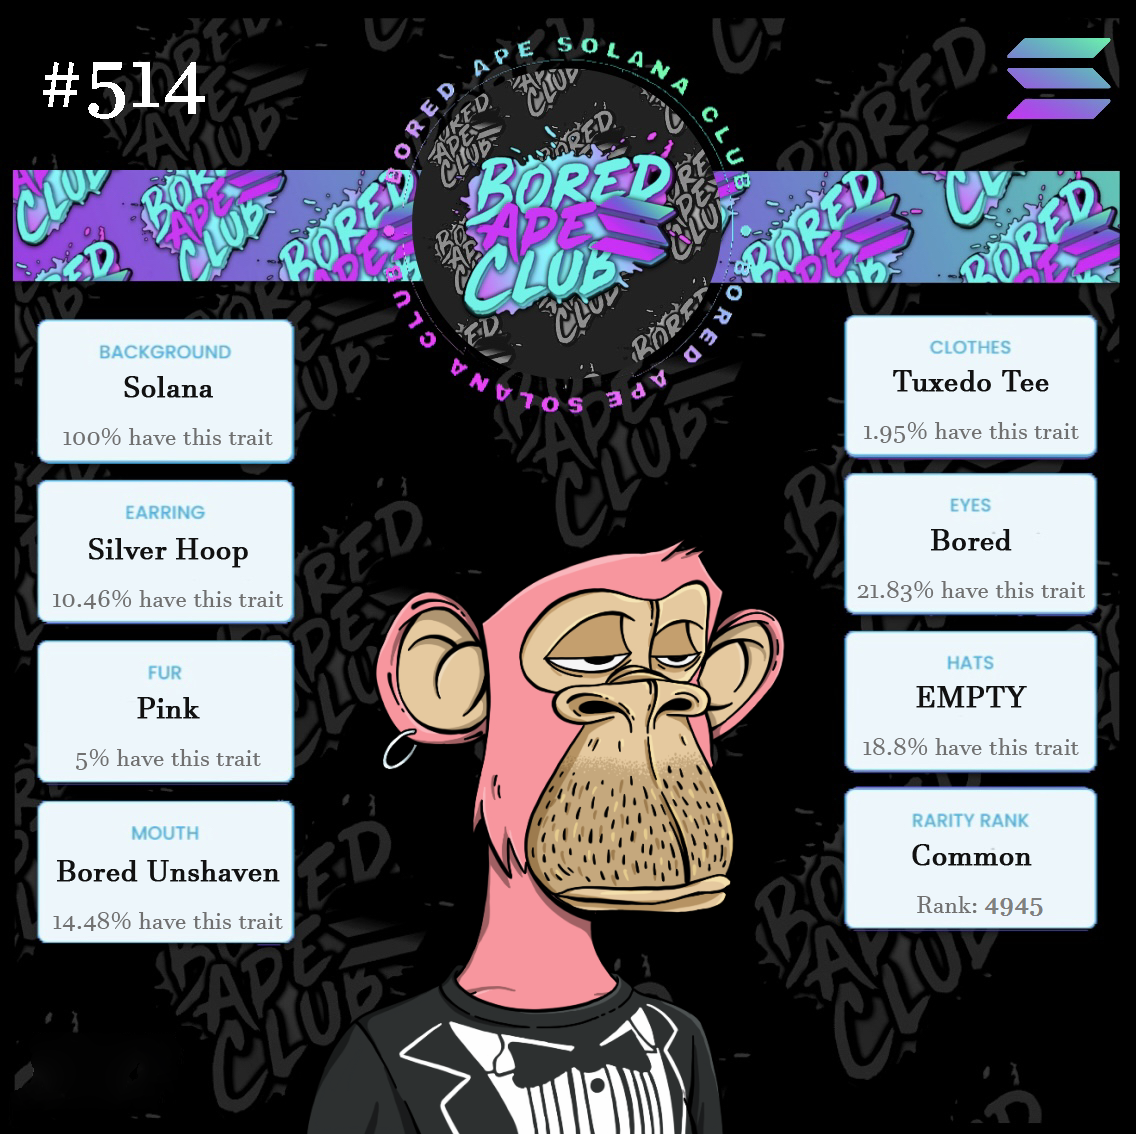 #514
BORED APE SOLANA CLUB
BORED APE SOLANA CLUB
BORED
APE
CLUB
BACKGROUND
Solana
100% have this trait
EARRING
Silver Hoop
10.46% have this trait
FUR
Pink
5% have this trait
MOUTH
Bored Unshaven
14.48% have this trait
CLOTHES
Tuxedo Tee
1.95% have this trait
EYES
Bored
21.83% have this trait
HATS
EMPTY
18.8% have this trait
RARITY RANK
Common
Rank: 4945